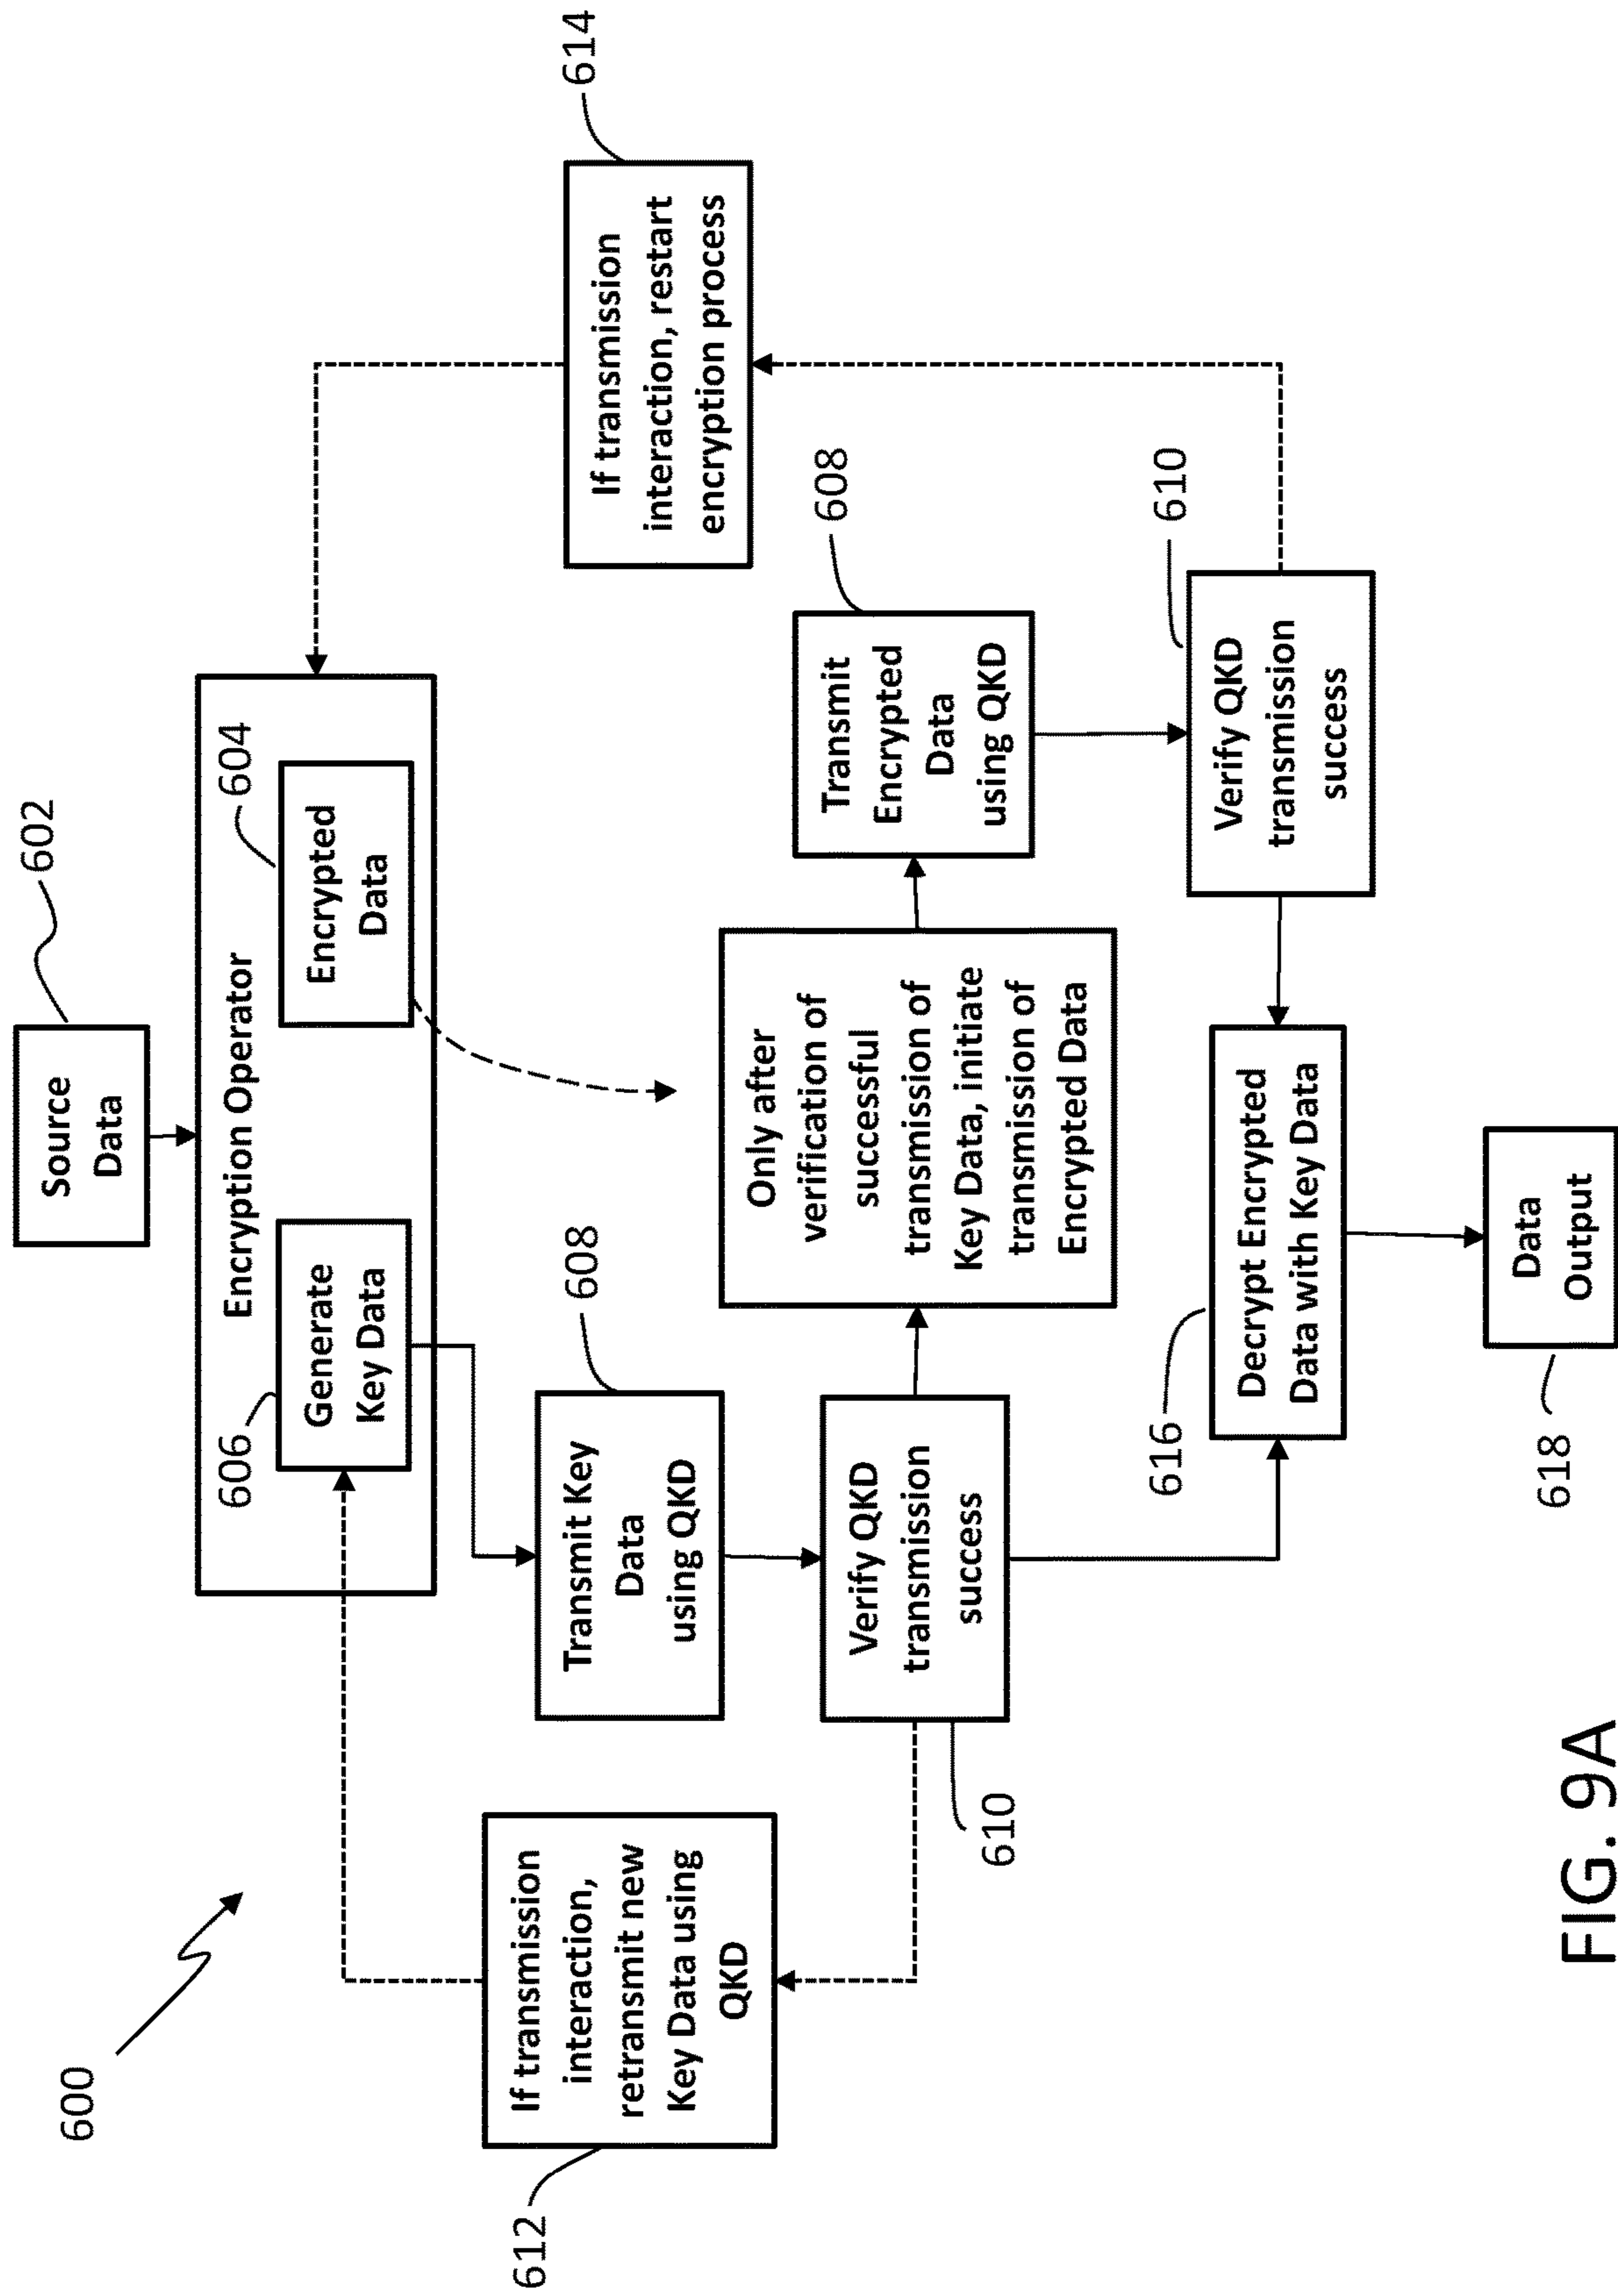 600
602
Source
Data
Encryption Operator
606
Generate
Key Data
604
Encrypted
Data
612
If transmission
interaction,
retransmit new
Key Data using
QKD
608
Transmit Key
Data
using QKD
610
Verify QKD
transmission
success
Only after
verification of
successful
transmission of
Key Data, initiate
transmission of
Encrypted Data
608
Transmit
Encrypted
Data
using QKD
614
If transmission
interaction, restart
encryption process
610
Verify QKD
transmission
success
616
Decrypt Encrypted
Data with Key Data
618
Data
Output
FIG. 9A